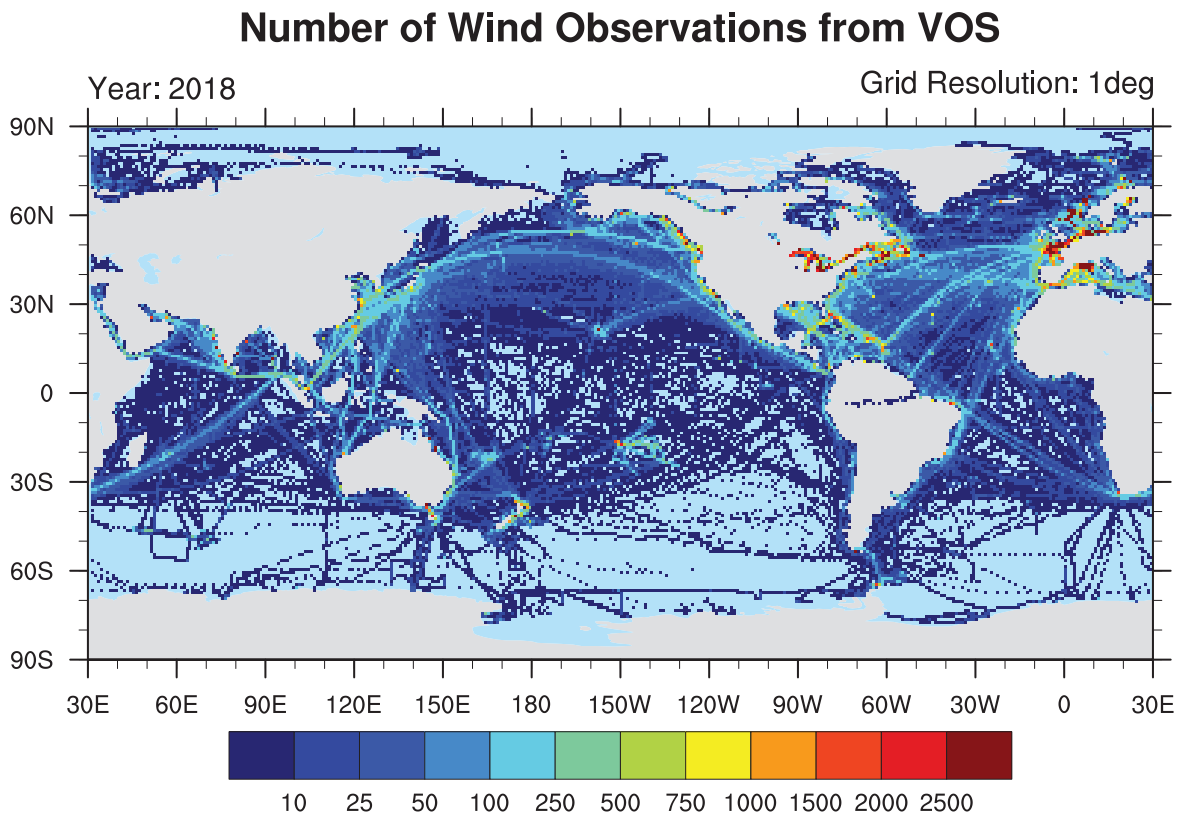 Number of Wind Observations from VOS
Year: 2018
Grid Resolution: 1deg
90N
60N
30N
0
30S
60S
90S
30E 60E 90E 120E 150E 180 150W 120W 90W 60W 30W 0 30E
10 25 50 100 250 500 750 1000 1500 2000 2500